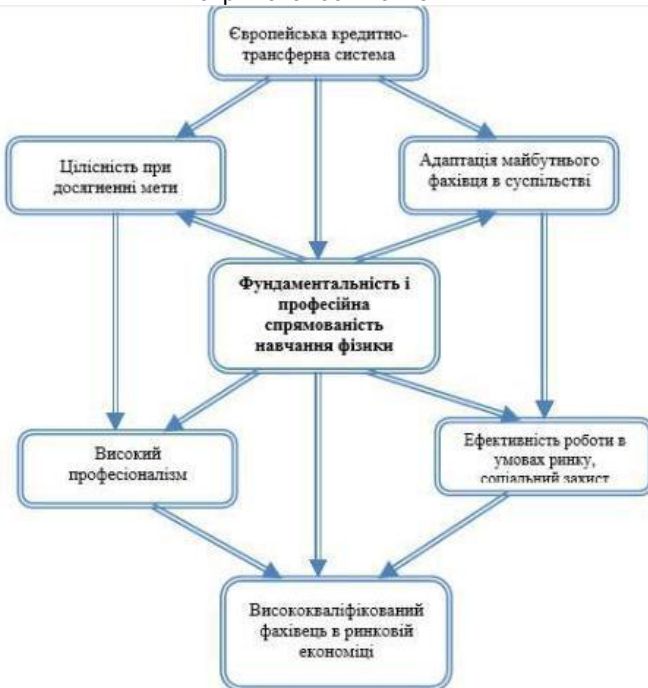 Європейська кредитно-
трансферна система
Цілісність при
досягненні мети
Адаптація майбутнього
фахівця в суспільстві
Фундаментальність і
професійна
спрямованість
навчання фізики
Високий
професіоналізм
Ефективність роботи в
умовах ринку,
соціальний захист
Висококваліфікований
фахівець в ринковій
економіці